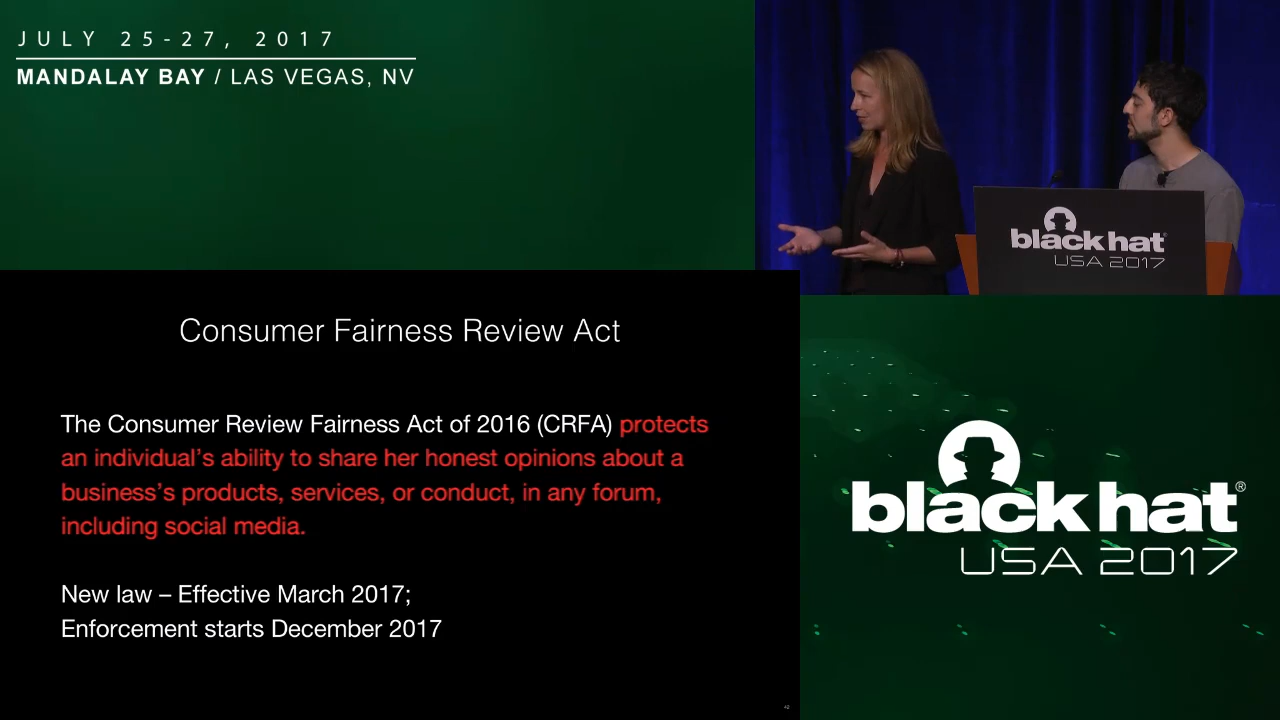 JULY 25-27, 2017
MANDALAY BAY / LAS VEGAS, NV
black hat®
USA 2017
Consumer Fairness Review Act
The Consumer Review Fairness Act of 2016 (CRFA) protects
an individual's ability to share her honest opinions about a
business's products, services, or conduct, in any forum,
including social media.
New law – Effective March 2017;
Enforcement starts December 2017
black hat®
USA 2017